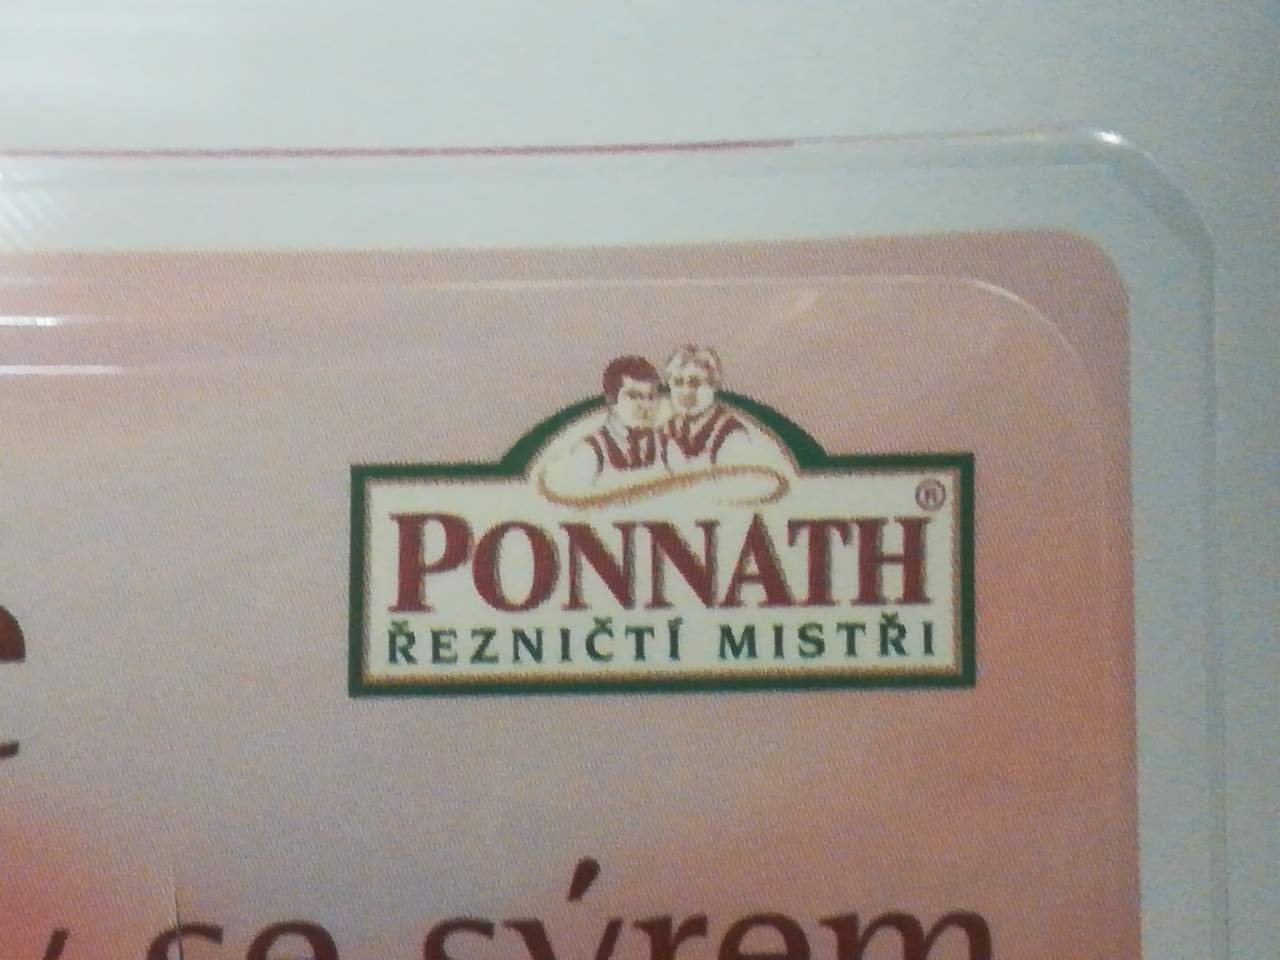 PONNATH®
ŘEZNIČTÍ MISTŘI
se sýrem